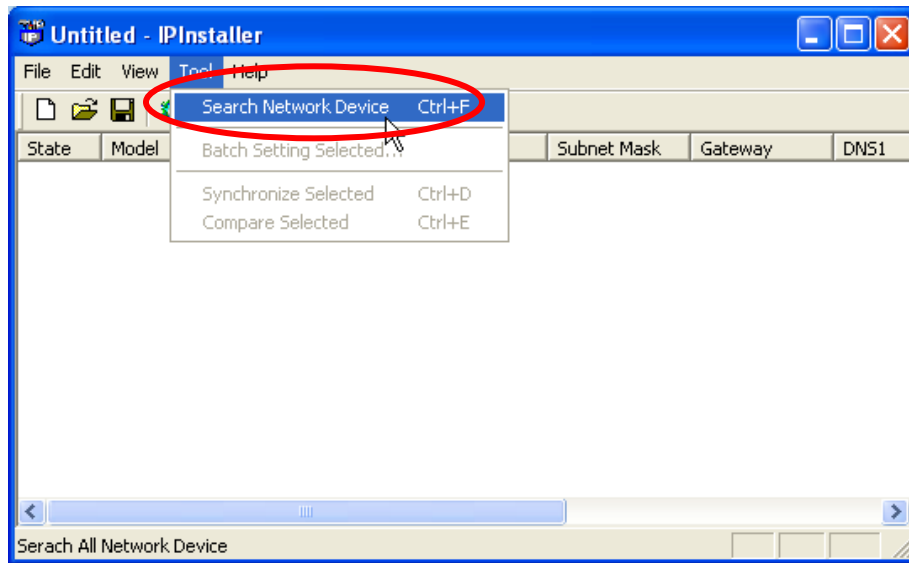 Untitled - IPInstaller
File Edit View Tool Help
Search Network Device Ctrl+F
Batch Setting Selected...
Synchronize Selected Ctrl+D
Compare Selected Ctrl+E
State Model Subnet Mask Gateway DNS1
Serach All Network Device